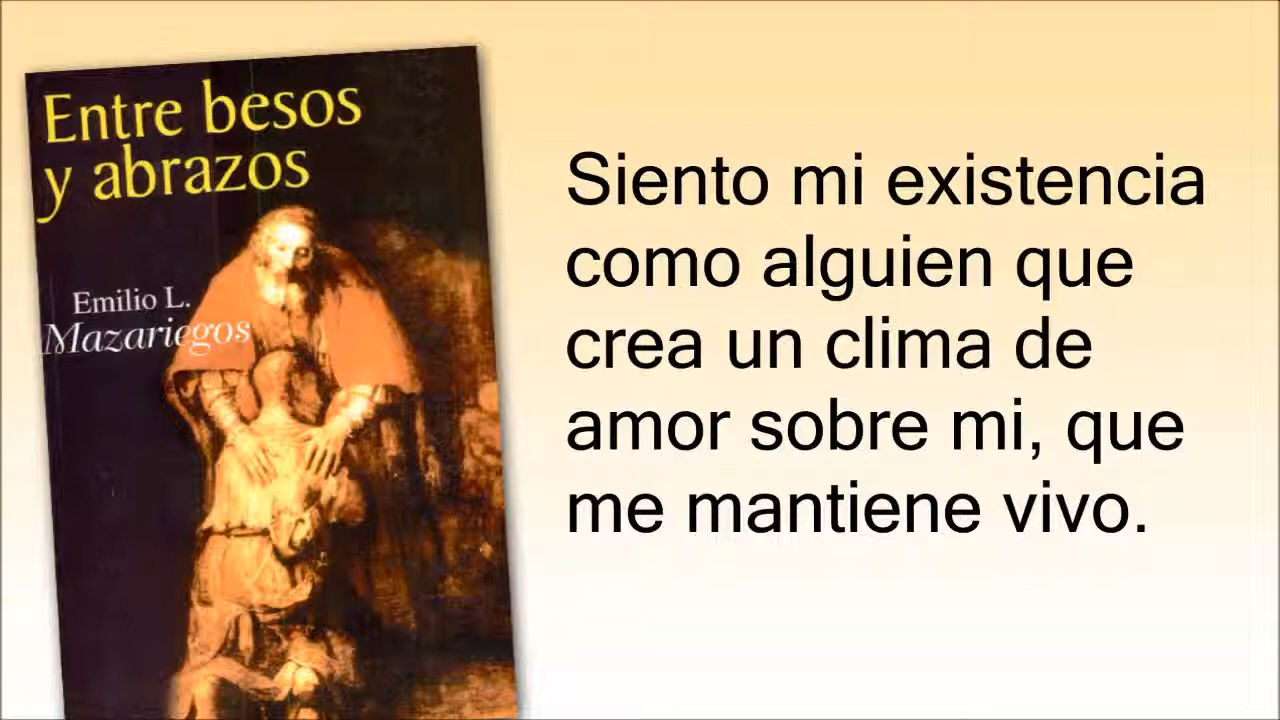 Entre besos
y abrazos
Emilio L.
Mazariegos
Siento mi existencia
como alguien que
crea un clima de
amor sobre mi, que
me mantiene vivo.